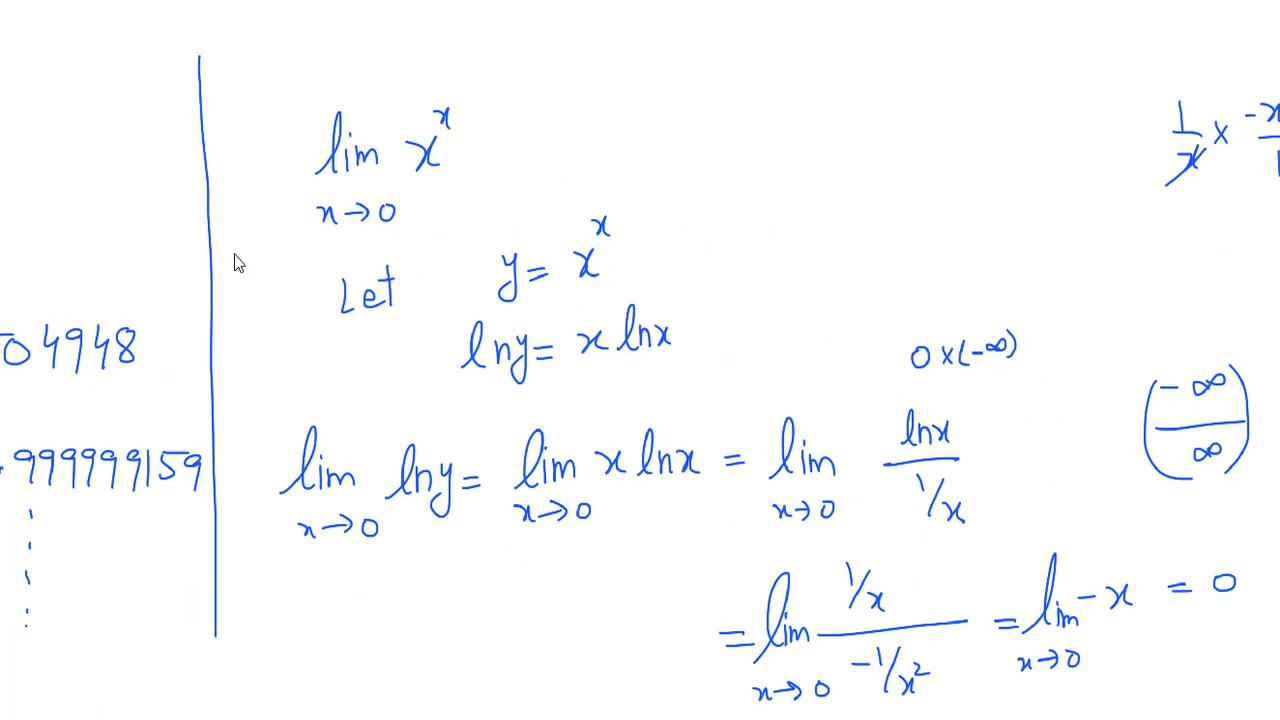 lim x^x
x→0
1/x × -x
Let y = x^x
ln y = x ln x
0 × (-∞)
04948
.999999159
lim ln y = lim x ln x = lim ln x / (1/x) (-∞/∞)
x→0 x→0 x→0
= lim (1/x) / (-1/x²) = lim -x = 0
x→0 x→0